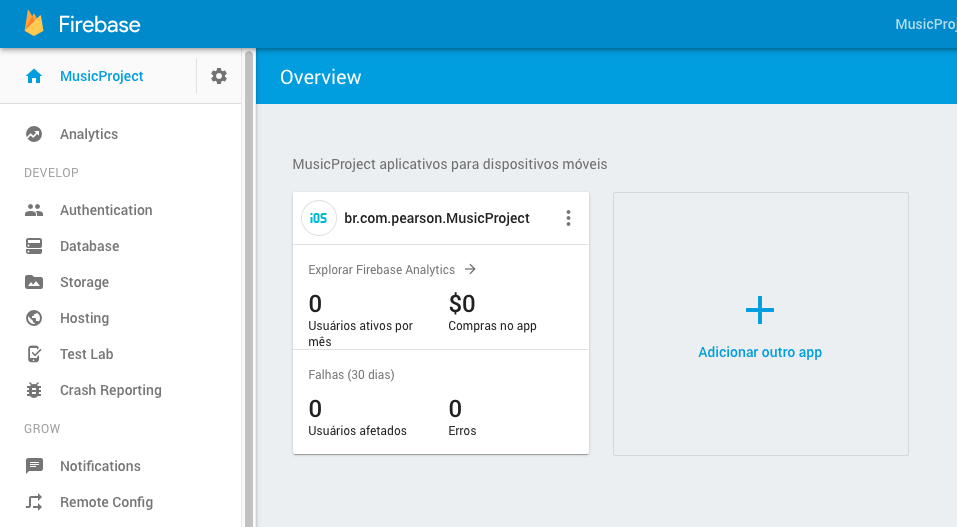 Firebase
MusicProj
MusicProject
Overview
Analytics
DEVELOP
Authentication
Database
Storage
Hosting
Test Lab
Crash Reporting
GROW
Notifications
Remote Config
MusicProject aplicativos para dispositivos móveis
iOS
br.com.pearson.MusicProject
Explorar Firebase Analytics
0
Usuários ativos por
mês
$0
Compras no app
Falhas (30 dias)
0
Usuários afetados
0
Erros
Adicionar outro app